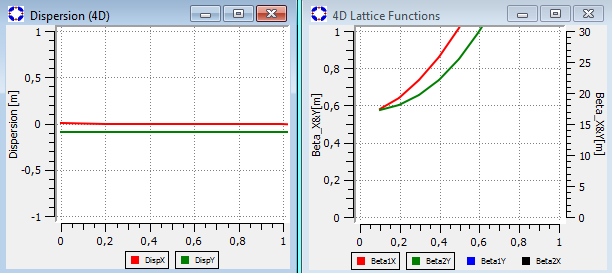 Dispersion (4D)
1
0,5
0
-0,5
-1
Dispersion [m]
0
0,2
0,4
0,6
0,8
1
DispX
DispY
4D Lattice Functions
1
0,8
0,6
0,4
0,2
0
Beta_X&Y[m]
30
25
20
15
10
5
0
Beta_X&Y[m]
0
0,2
0,4
0,6
0,8
1
Beta1X
Beta2Y
Beta1Y
Beta2X